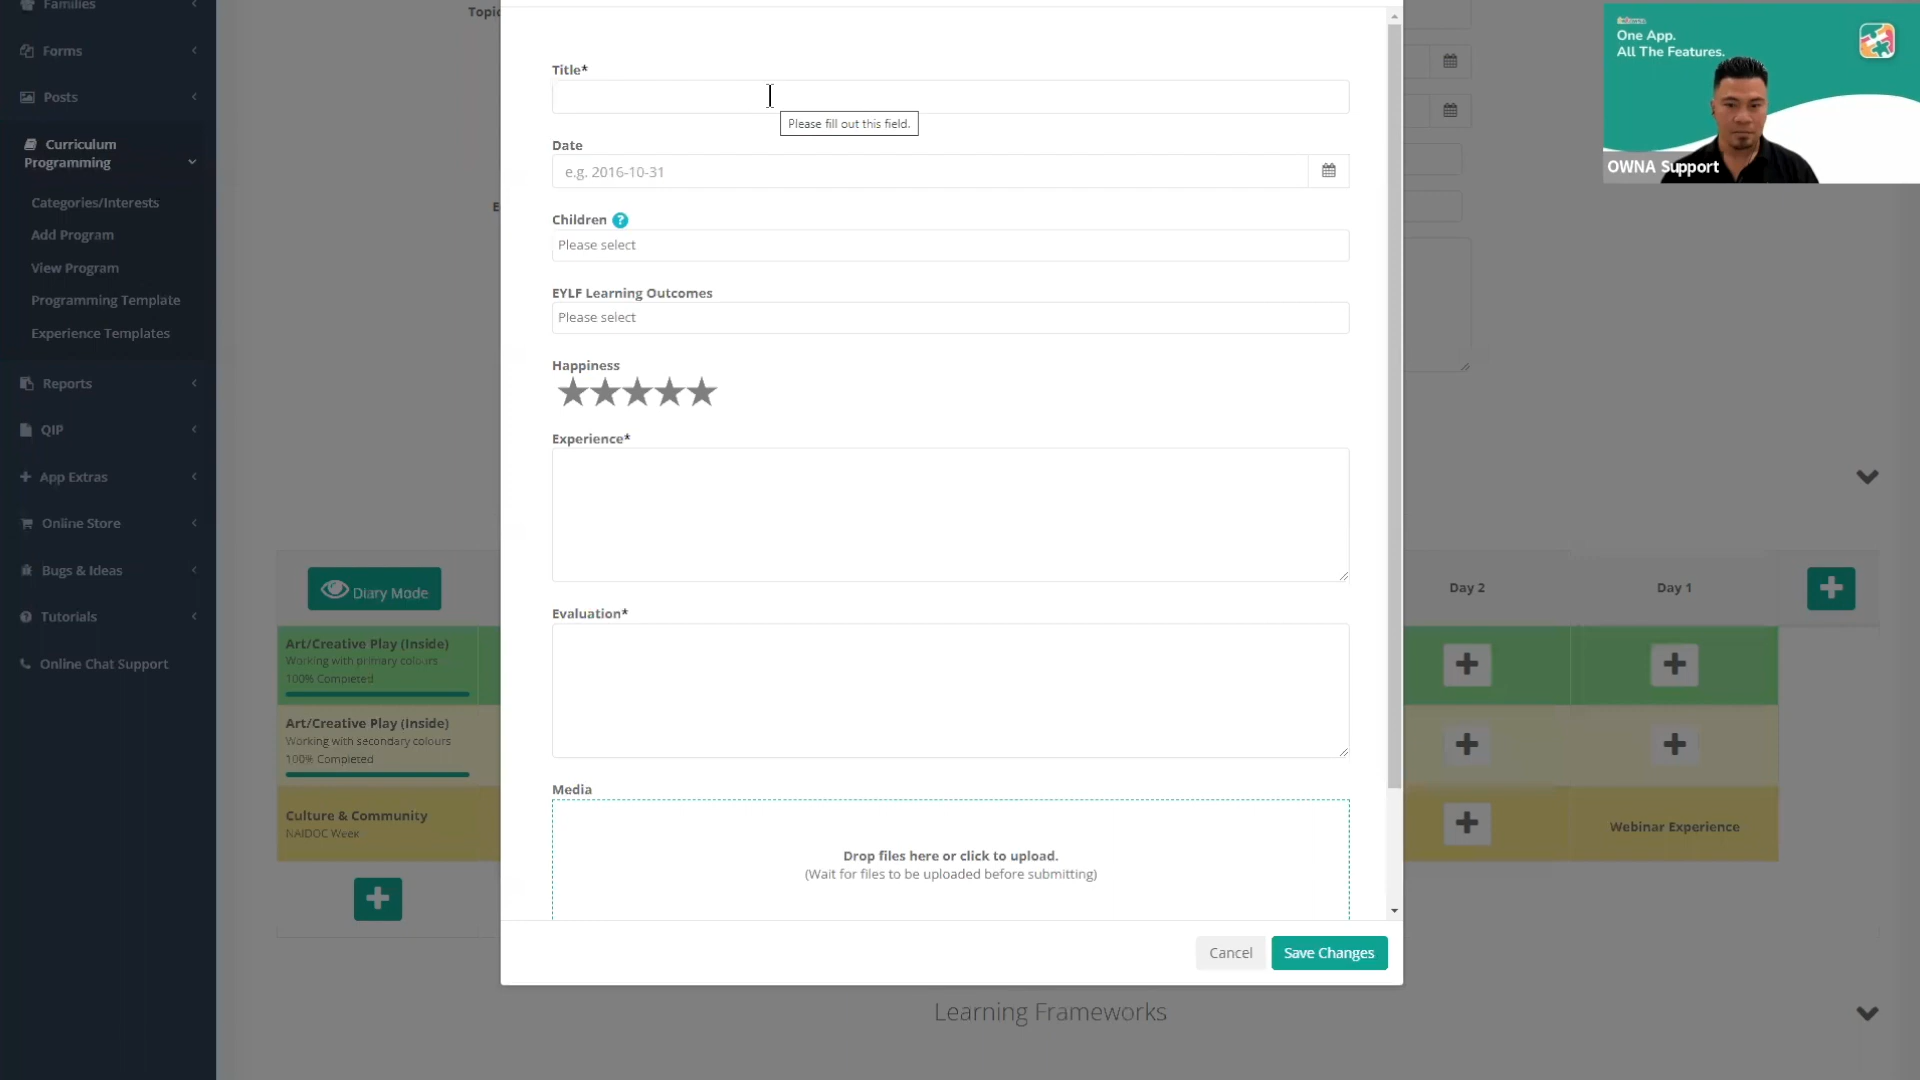 Families
Forms
Posts
Curriculum
Programming
Categories/Interests
Add Program
View Program
Programming Template
Experience Templates
Reports
QIP
App Extras
Online Store
Bugs & Ideas
Tutorials
Online Chat Support
Topic
E
Title*
Please fill out this field.
Date
e.g. 2016-10-31
Children ?
Please select
EYLF Learning Outcomes
Please select
Happiness
Experience*
Evaluation*
Media
Drop files here or click to upload.
(Wait for files to be uploaded before submitting)
Cancel
Save Changes
Diary Mode
Day 2
Day 1
Art/Creative Play (Inside)
Working with primary colours
100% Completed
Art/Creative Play (Inside)
Working with secondary colours
100% Completed
Culture & Community
NAIDOC Week
Webinar Experience
Learning Frameworks
One App.
All The Features.
OWNA Support